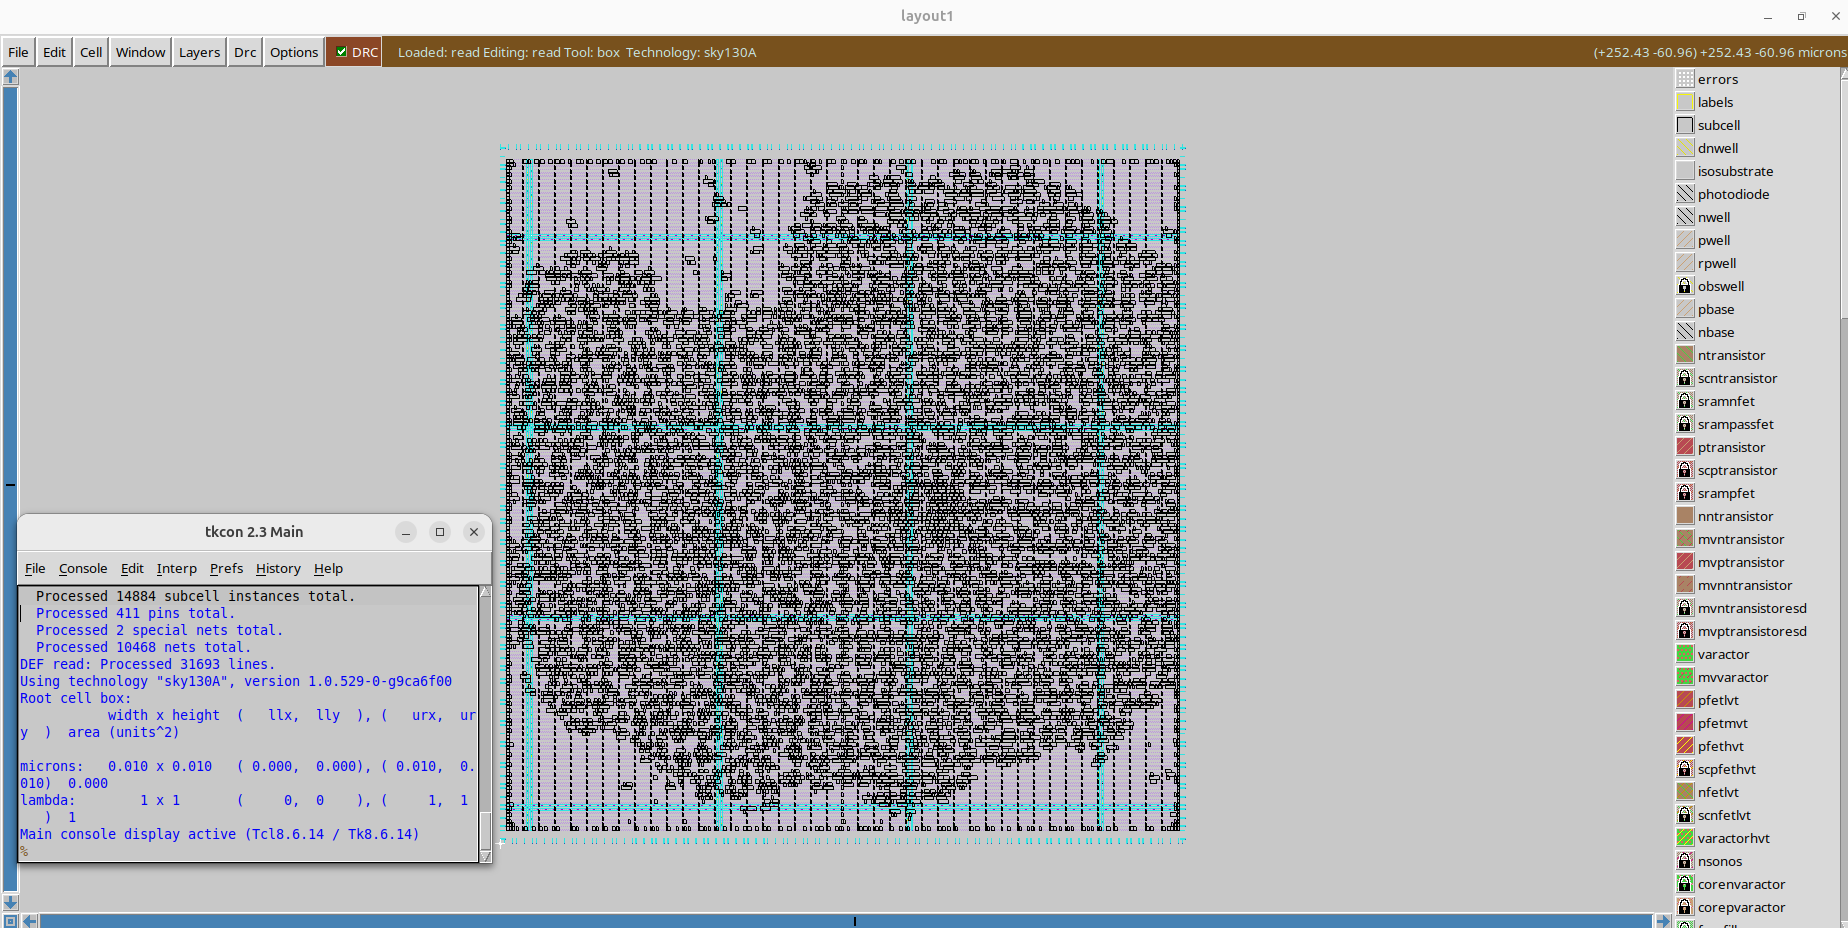 layout1
File Edit Cell Window Layers Drc Options DRC Loaded: read Editing: read Tool: box Technology: sky130A (+252.43 -60.96) +252.43 -60.96 microns
errors
labels
subcell
dnwell
isosubstrate
photodiode
nwell
pwell
rpwell
obswell
pbase
nbase
ntransistor
scntransistor
sramnfet
srampassfet
ptransistor
scptransistor
srampfet
nntransistor
mvntransistor
mvptransistor
mvnntransistor
mvntransistoresd
mvptransistoresd
varactor
mvvaractor
pfetlvt
pfetmvt
pfethvt
scpfethvt
nfetlvt
scnfetlvt
varactorhvt
nsonos
corenvaractor
corepvaractor
tkcon 2.3 Main
File Console Edit Interp Prefs History Help
Processed 14884 subcell instances total.
Processed 411 pins total.
Processed 2 special nets total.
Processed 10468 nets total.
DEF read: Processed 31693 lines.
Using technology "sky130A", version 1.0.529-0-g9ca6f00
Root cell box:
width x height ( llx, lly ), ( urx, ur
y ) area (units^2)
microns: 0.010 x 0.010 ( 0.000, 0.000), ( 0.010, 0.
010) 0.000
lambda: 1 x 1 ( 0, 0 ), ( 1, 1
) 1
Main console display active (Tcl8.6.14 / Tk8.6.14)
%